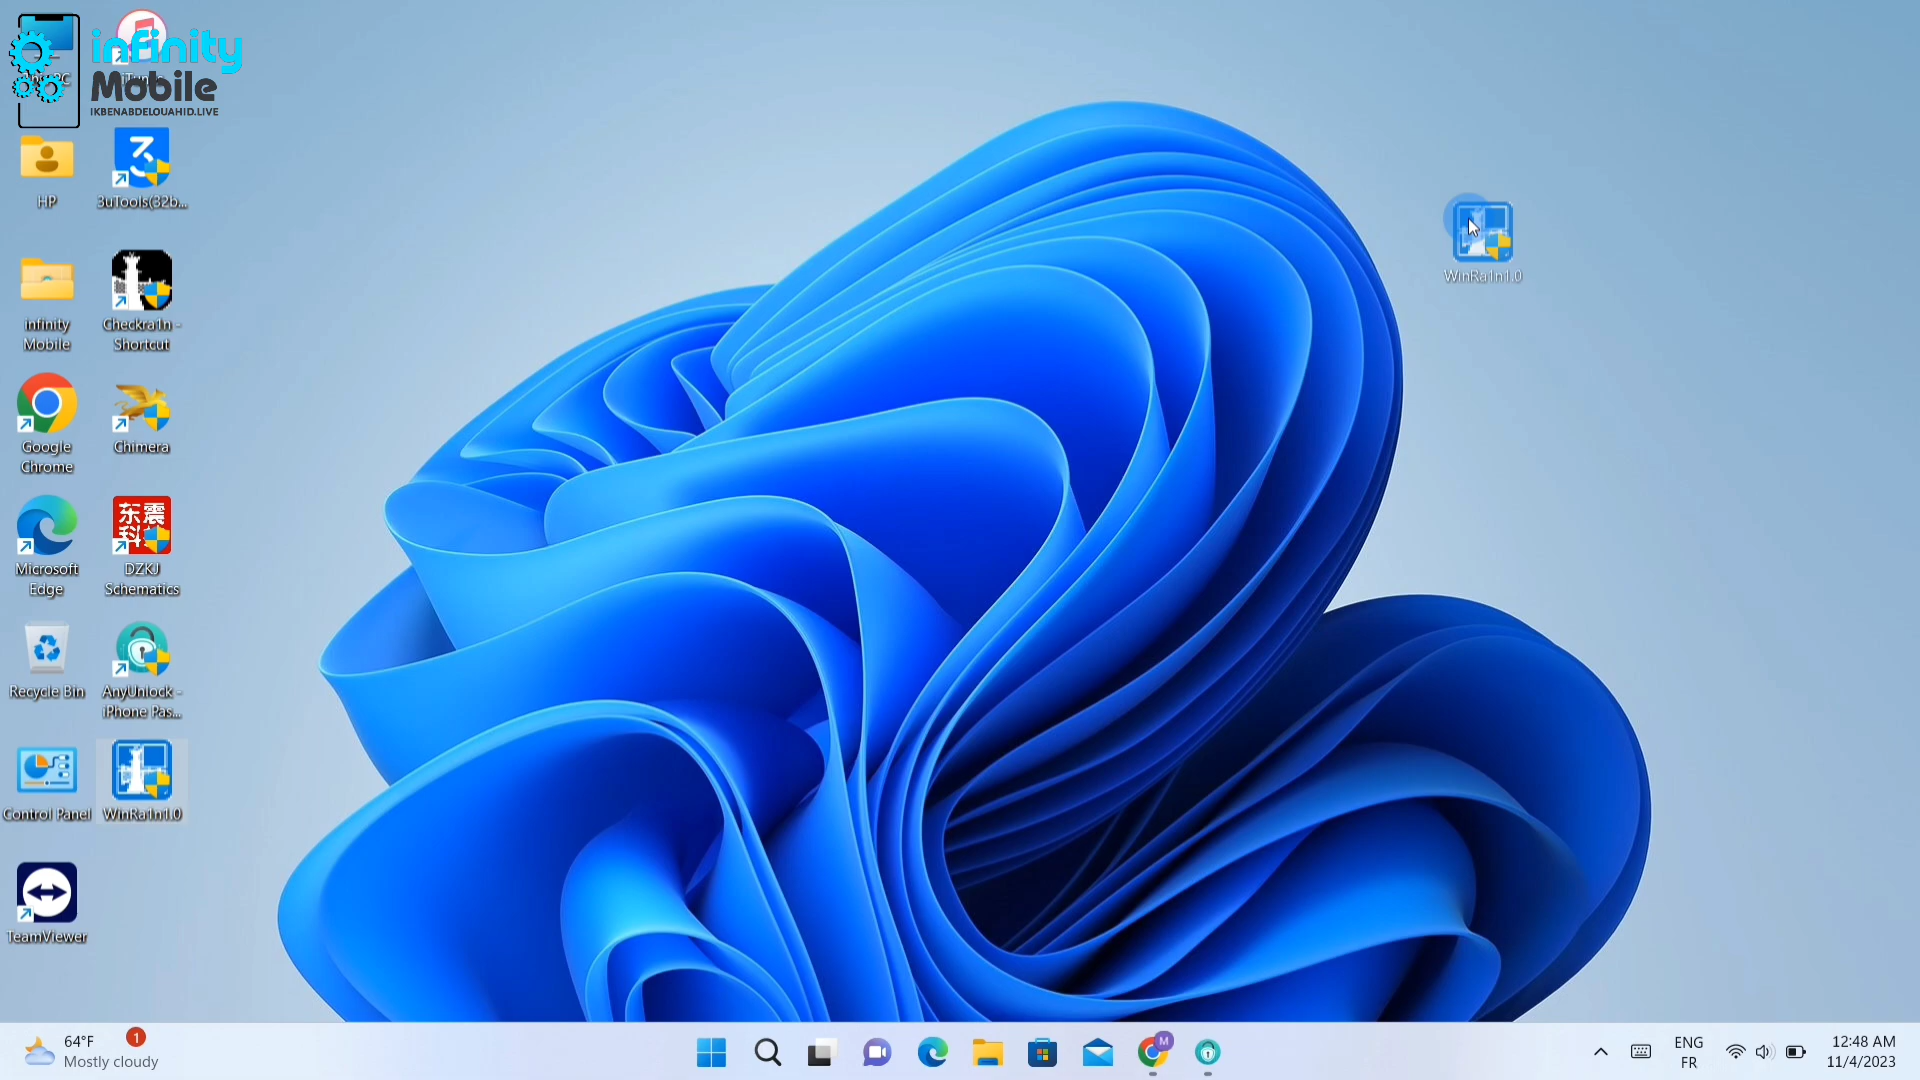 infinity
Mobile
IKBENABDELOUAHID.LIVE
HP
3uTools(32b...
infinity
Mobile
Checkra1n -
Shortcut
Google
Chrome
Chimera
Microsoft
Edge
东震
科
DZKJ
Schematics
Recycle Bin
AnyUnlock -
iPhone Pas...
Control Panel
WinRa1n1.0
TeamViewer
WinRa1n1.0
64°F
Mostly cloudy
1
M
ENG
FR
12:48 AM
11/4/2023